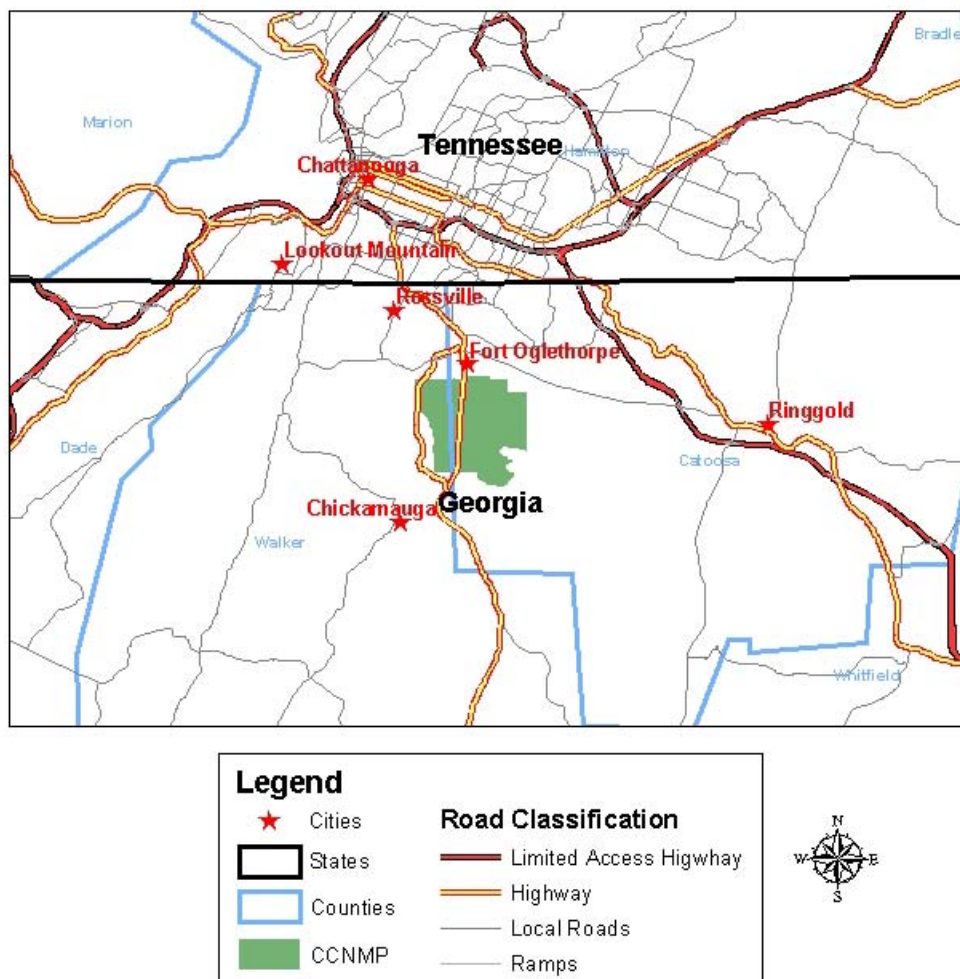 Bradle
Marion
Tennessee
Hamilton
Chattanooga
Lookout Mountain
Rossville
Fort Oglethorpe
Ringgold
Dade
Catoosa
Chickamauga
Georgia
Walker
Whitfield
Legend
Cities
States
Counties
CCNMP
Road Classification
Limited Access Higwhay
Highway
Local Roads
Ramps
N
W E
S